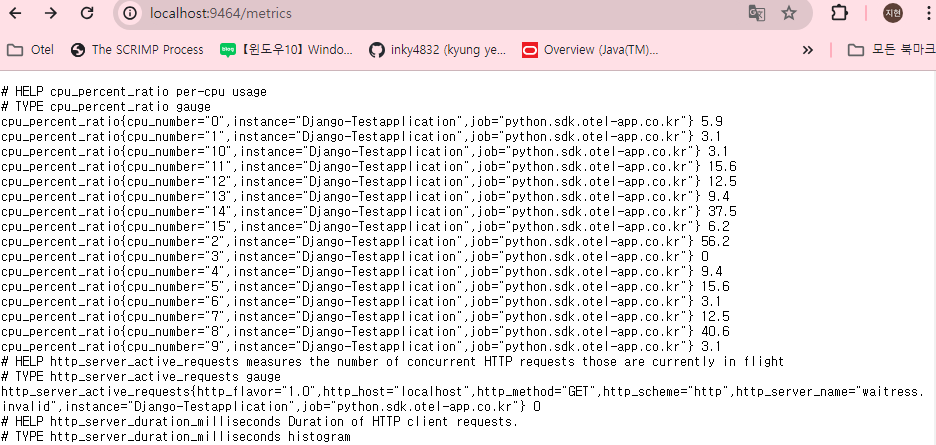 localhost:9464/metrics
지현
Otel
The SCRIMP Process
blog
【윈도우10】 Windo...
inky4832 (kyung ye...
Overview (Java(TM)...
»
모든 북마크
# HELP cpu_percent_ratio per-cpu usage
# TYPE cpu_percent_ratio gauge
cpu_percent_ratio{cpu_number="0",instance="Django-Testapplication",job="python.sdk.otel-app.co.kr"} 5.9
cpu_percent_ratio{cpu_number="1",instance="Django-Testapplication",job="python.sdk.otel-app.co.kr"} 3.1
cpu_percent_ratio{cpu_number="10",instance="Django-Testapplication",job="python.sdk.otel-app.co.kr"} 3.1
cpu_percent_ratio{cpu_number="11",instance="Django-Testapplication",job="python.sdk.otel-app.co.kr"} 15.6
cpu_percent_ratio{cpu_number="12",instance="Django-Testapplication",job="python.sdk.otel-app.co.kr"} 12.5
cpu_percent_ratio{cpu_number="13",instance="Django-Testapplication",job="python.sdk.otel-app.co.kr"} 9.4
cpu_percent_ratio{cpu_number="14",instance="Django-Testapplication",job="python.sdk.otel-app.co.kr"} 37.5
cpu_percent_ratio{cpu_number="15",instance="Django-Testapplication",job="python.sdk.otel-app.co.kr"} 6.2
cpu_percent_ratio{cpu_number="2",instance="Django-Testapplication",job="python.sdk.otel-app.co.kr"} 56.2
cpu_percent_ratio{cpu_number="3",instance="Django-Testapplication",job="python.sdk.otel-app.co.kr"} 0
cpu_percent_ratio{cpu_number="4",instance="Django-Testapplication",job="python.sdk.otel-app.co.kr"} 9.4
cpu_percent_ratio{cpu_number="5",instance="Django-Testapplication",job="python.sdk.otel-app.co.kr"} 15.6
cpu_percent_ratio{cpu_number="6",instance="Django-Testapplication",job="python.sdk.otel-app.co.kr"} 3.1
cpu_percent_ratio{cpu_number="7",instance="Django-Testapplication",job="python.sdk.otel-app.co.kr"} 12.5
cpu_percent_ratio{cpu_number="8",instance="Django-Testapplication",job="python.sdk.otel-app.co.kr"} 40.6
cpu_percent_ratio{cpu_number="9",instance="Django-Testapplication",job="python.sdk.otel-app.co.kr"} 3.1
# HELP http_server_active_requests measures the number of concurrent HTTP requests those are currently in flight
# TYPE http_server_active_requests gauge
http_server_active_requests{http_flavor="1.0",http_host="localhost",http_method="GET",http_scheme="http",http_server_name="waitress.
invalid",instance="Django-Testapplication",job="python.sdk.otel-app.co.kr"} 0
# HELP http_server_duration_milliseconds Duration of HTTP client requests.
# TYPE http_server_duration_milliseconds histogram